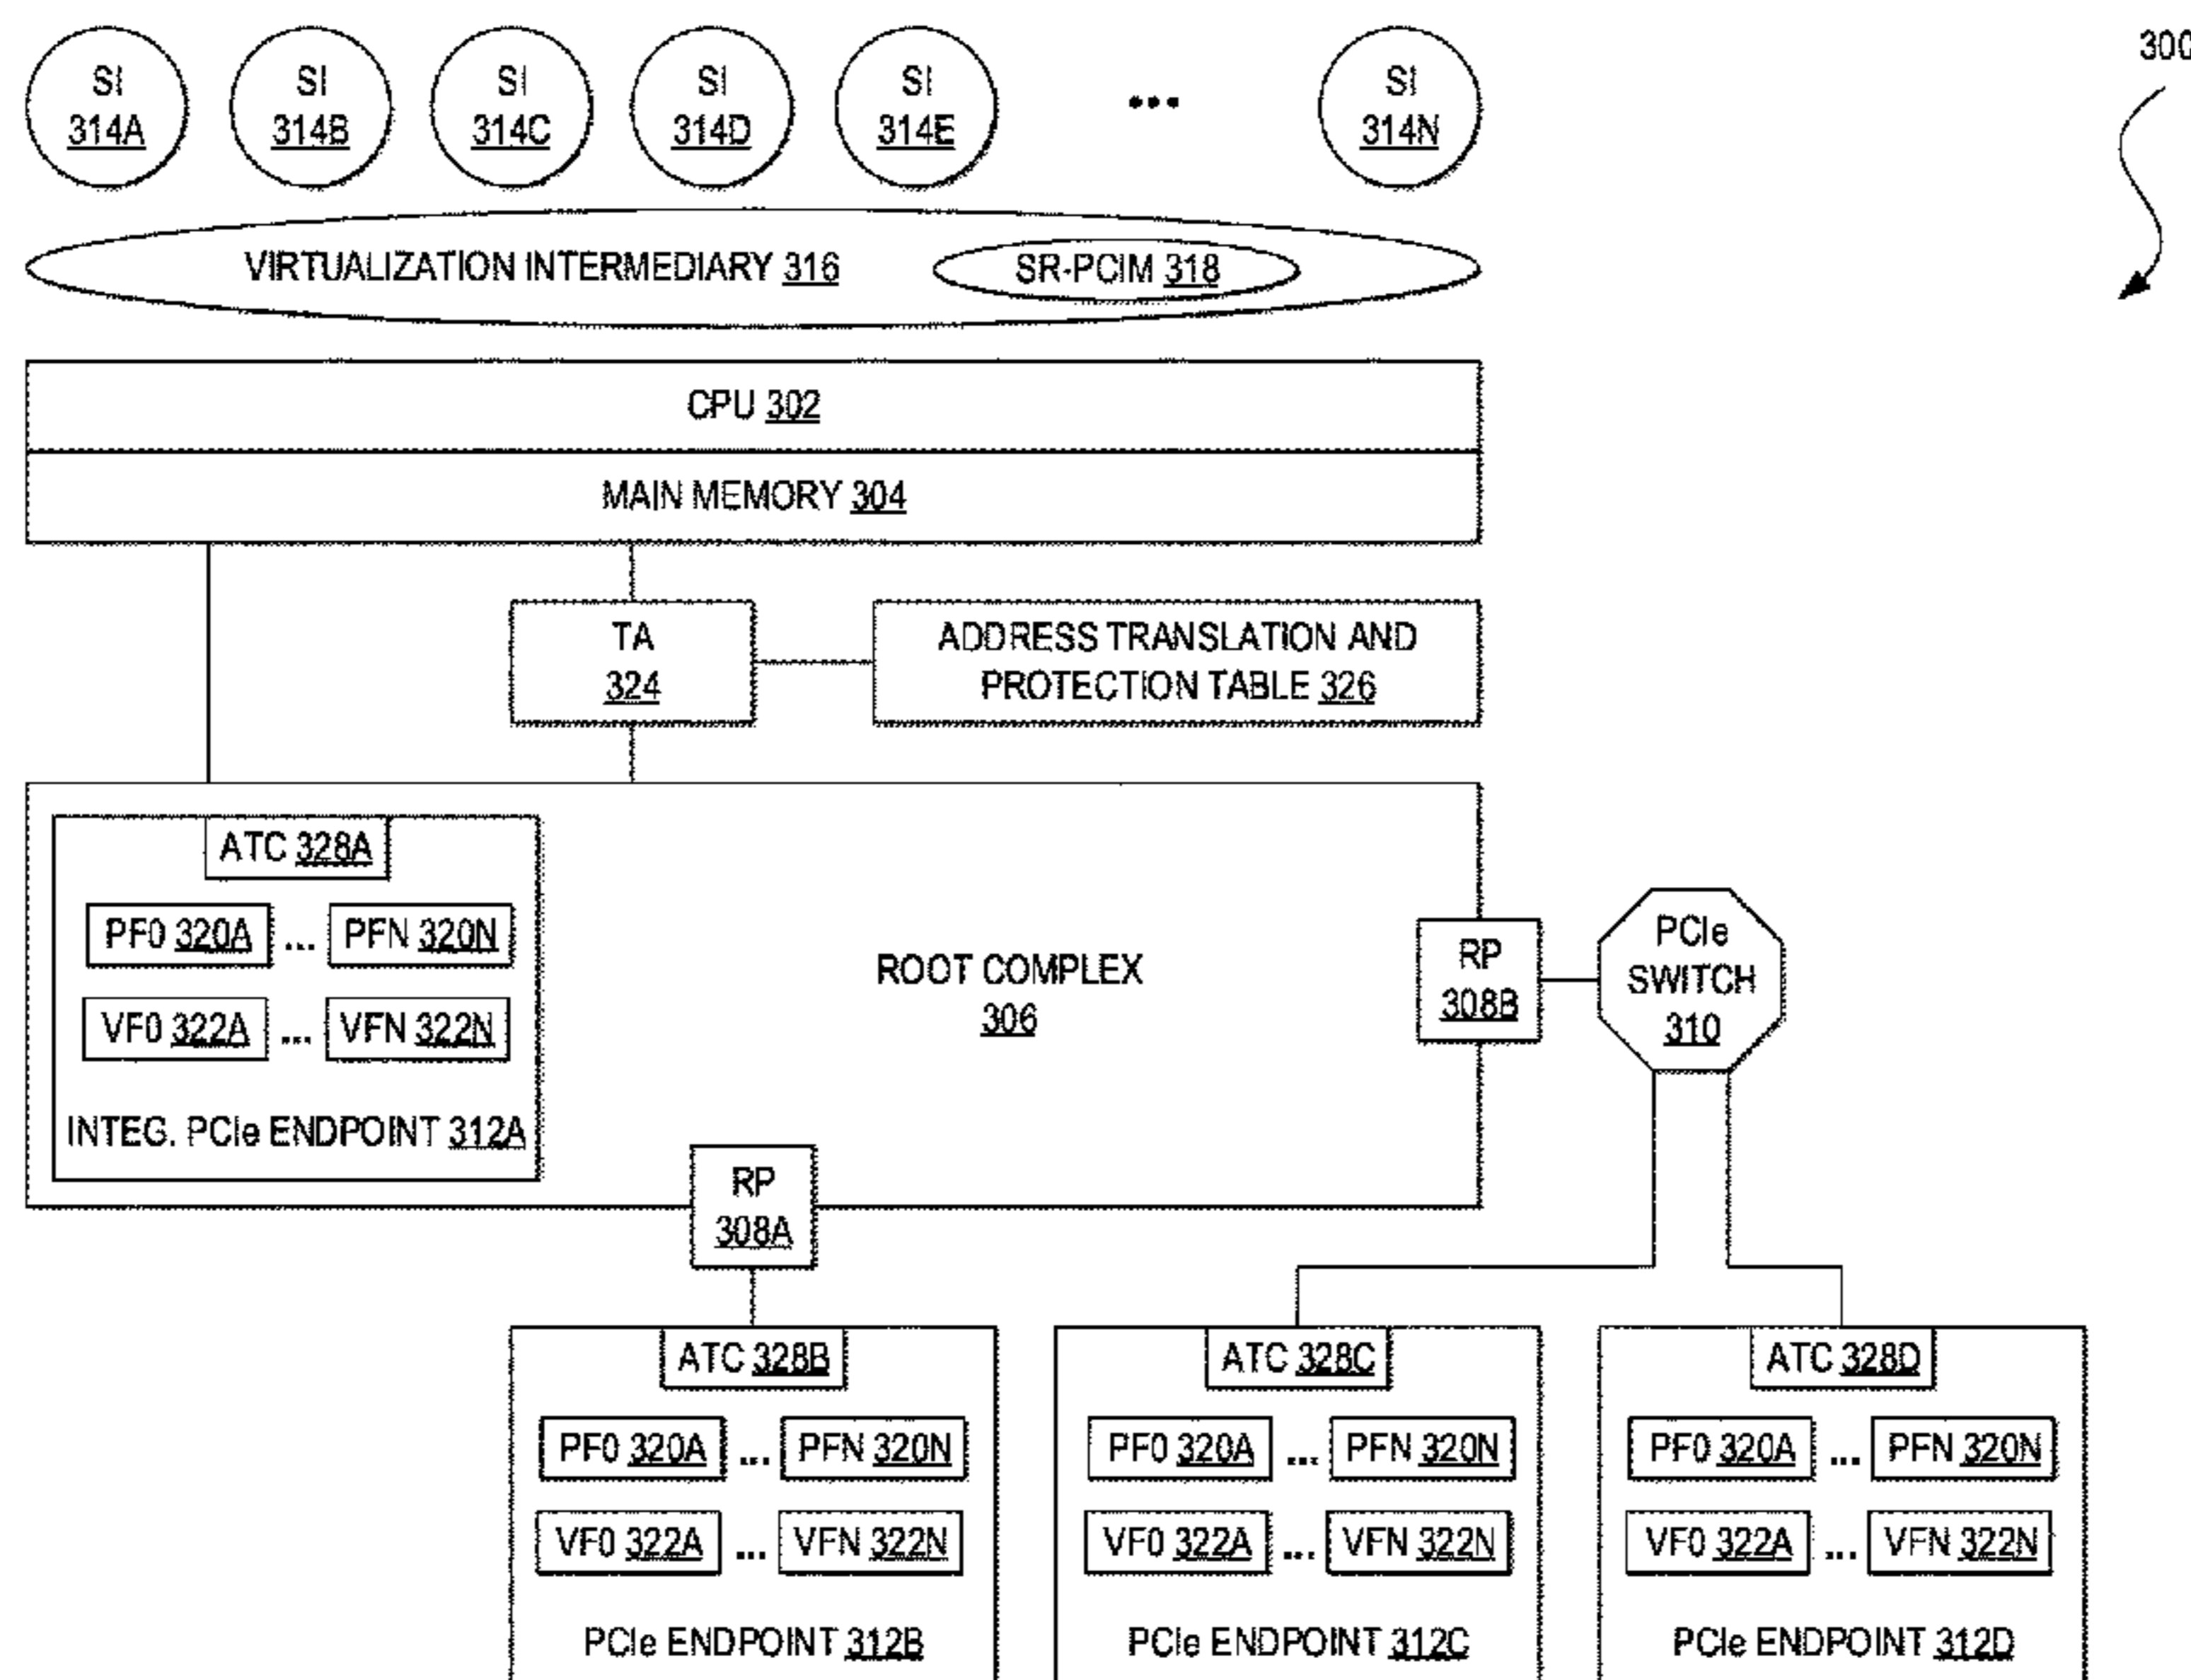 300
SI
314A
SI
314B
SI
314C
SI
314D
SI
314E
...
SI
314N
VIRTUALIZATION INTERMEDIARY 316
SR-PCIM 318
CPU 302
MAIN MEMORY 304
TA
324
ADDRESS TRANSLATION AND
PROTECTION TABLE 326
ATC 328A
PF0 320A ... PFN 320N
VF0 322A ... VFN 322N
INTEG. PCIe ENDPOINT 312A
ROOT COMPLEX
306
RP
308B
PCIe
SWITCH
310
RP
308A
ATC 328B
PF0 320A ... PFN 320N
VF0 322A ... VFN 322N
PCIe ENDPOINT 312B
ATC 328C
PF0 320A ... PFN 320N
VF0 322A ... VFN 322N
PCIe ENDPOINT 312C
ATC 328D
PF0 320A ... PFN 320N
VF0 322A ... VFN 322N
PCIe ENDPOINT 312D